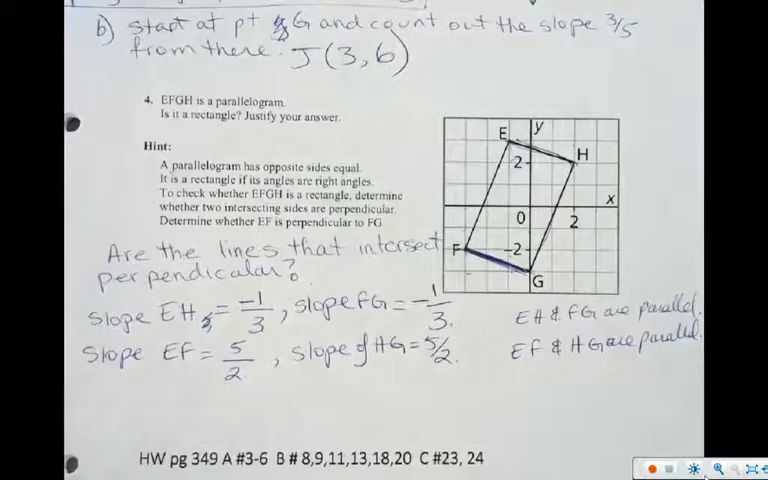 b) start at pt G and count out the slope 3/5
from there. J(3,6)
4. EFGH is a parallelogram.
Is it a rectangle? Justify your answer.
Hint:
A parallelogram has opposite sides equal.
It is a rectangle if its angles are right angles.
To check whether EFGH is a rectangle, determine
whether two intersecting sides are perpendicular.
Determine whether EF is perpendicular to FG
E y
H
2
x
0 2
F
-2
G
Are the lines that intersect
perpendicular?
Slope EH = -1/3, slope FG = -1/3.
EH & FG are parallel.
Slope EF = 5/2, slope of HG = 5/2.
EF & HG are parallel.
HW pg 349 A #3-6 B # 8,9,11,13,18,20 C #23, 24